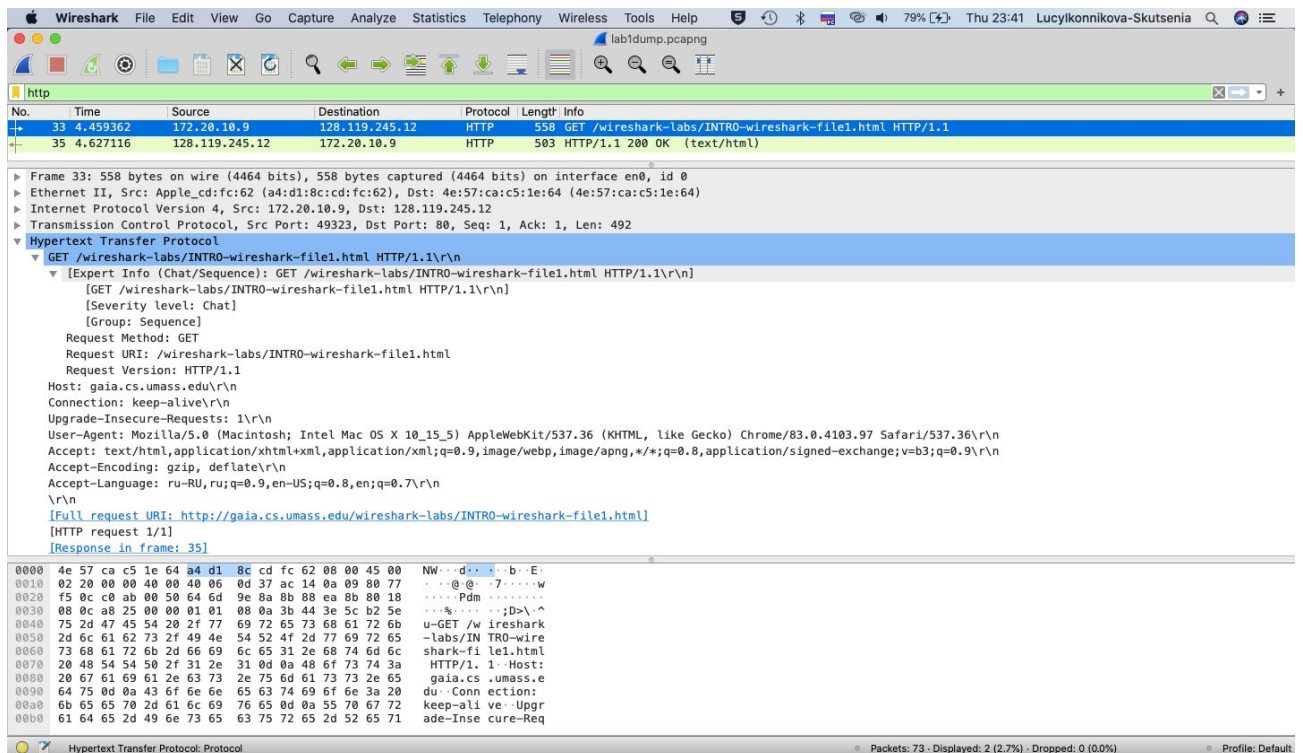 Wireshark File Edit View Go Capture Analyze Statistics Telephony Wireless Tools Help 79% Thu 23:41 LucyIkonnikova-Skutsenia
lab1dump.pcapng
http
No. Time Source Destination Protocol Length Info
33 4.459362 172.20.10.9 128.119.245.12 HTTP 558 GET /wireshark-labs/INTRO-wireshark-file1.html HTTP/1.1
35 4.627116 128.119.245.12 172.20.10.9 HTTP 503 HTTP/1.1 200 OK (text/html)
Frame 33: 558 bytes on wire (4464 bits), 558 bytes captured (4464 bits) on interface en0, id 0
Ethernet II, Src: Apple_cd:fc:62 (a4:d1:8c:cd:fc:62), Dst: 4e:57:ca:c5:1e:64 (4e:57:ca:c5:1e:64)
Internet Protocol Version 4, Src: 172.20.10.9, Dst: 128.119.245.12
Transmission Control Protocol, Src Port: 49323, Dst Port: 80, Seq: 1, Ack: 1, Len: 492
Hypertext Transfer Protocol
GET /wireshark-labs/INTRO-wireshark-file1.html HTTP/1.1\r\n
[Expert Info (Chat/Sequence): GET /wireshark-labs/INTRO-wireshark-file1.html HTTP/1.1\r\n]
[GET /wireshark-labs/INTRO-wireshark-file1.html HTTP/1.1\r\n]
[Severity level: Chat]
[Group: Sequence]
Request Method: GET
Request URI: /wireshark-labs/INTRO-wireshark-file1.html
Request Version: HTTP/1.1
Host: gaia.cs.umass.edu\r\n
Connection: keep-alive\r\n
Upgrade-Insecure-Requests: 1\r\n
User-Agent: Mozilla/5.0 (Macintosh; Intel Mac OS X 10_15_5) AppleWebKit/537.36 (KHTML, like Gecko) Chrome/83.0.4103.97 Safari/537.36\r\n
Accept: text/html,application/xhtml+xml,application/xml;q=0.9,image/webp,image/apng,*/*;q=0.8,application/signed-exchange;v=b3;q=0.9\r\n
Accept-Encoding: gzip, deflate\r\n
Accept-Language: ru-RU,ru;q=0.9,en-US;q=0.8,en;q=0.7\r\n
\r\n
[Full request URI: http://gaia.cs.umass.edu/wireshark-labs/INTRO-wireshark-file1.html]
[HTTP request 1/1]
[Response in frame: 35]
0000 4e 57 ca c5 1e 64 a4 d1 8c cd fc 62 08 00 45 00 NW···d·· ···b··E·
0010 02 20 00 00 40 00 40 06 0d 37 ac 14 0a 09 80 77 · ··@·@· ·7·····w
0020 f5 0c c0 ab 00 50 64 6d 9e 8a 8b 88 ea 8b 80 18 ·····Pdm ········
0030 08 0c a8 25 00 00 01 01 08 0a 3b 44 3e 5c b2 5e ···%···· ··;D>\·^
0040 75 2d 47 45 54 20 2f 77 69 72 65 73 68 61 72 6b u-GET /w ireshark
0050 2d 6c 61 62 73 2f 49 4e 54 52 4f 2d 77 69 72 65 -labs/IN TRO-wire
0060 73 68 61 72 6b 2d 66 69 6c 65 31 2e 68 74 6d 6c shark-fi le1.html
0070 20 48 54 54 50 2f 31 2e 31 0d 0a 48 6f 73 74 3a HTTP/1. 1··Host:
0080 20 67 61 69 61 2e 63 73 2e 75 6d 61 73 73 2e 65 gaia.cs .umass.e
0090 64 75 0d 0a 43 6f 6e 6e 65 63 74 69 6f 6e 3a 20 du··Conn ection:
00a0 6b 65 65 70 2d 61 6c 69 76 65 0d 0a 55 70 67 72 keep-ali ve··Upgr
00b0 61 64 65 2d 49 6e 73 65 63 75 72 65 2d 52 65 71 ade-Inse cure-Req
Hypertext Transfer Protocol: Protocol Packets: 73 · Displayed: 2 (2.7%) · Dropped: 0 (0.0%) Profile: Default